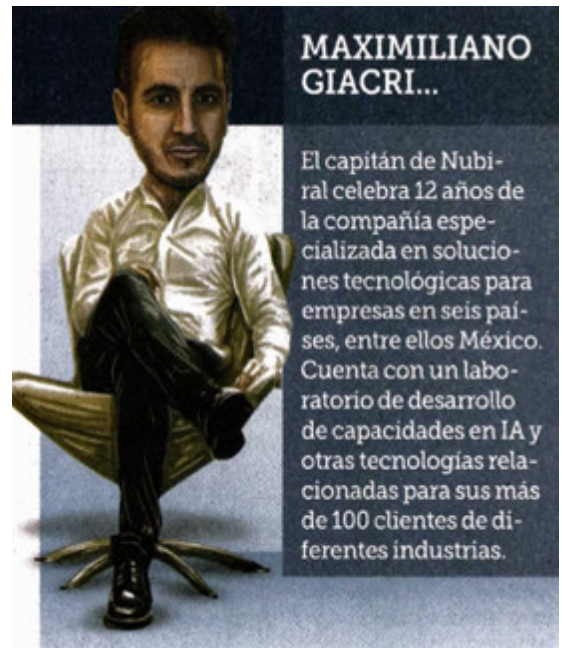 MAXIMILIANO
GIACRI...
El capitán de Nubi-
ral celebra 12 años de
la compañía espe-
cializada en solucio-
nes tecnológicas para
empresas en seis paí-
ses, entre ellos México.
Cuenta con un labo-
ratorio de desarrollo
de capacidades en IA y
otras tecnologías rela-
cionadas para sus más
de 100 clientes de di-
ferentes industrias.